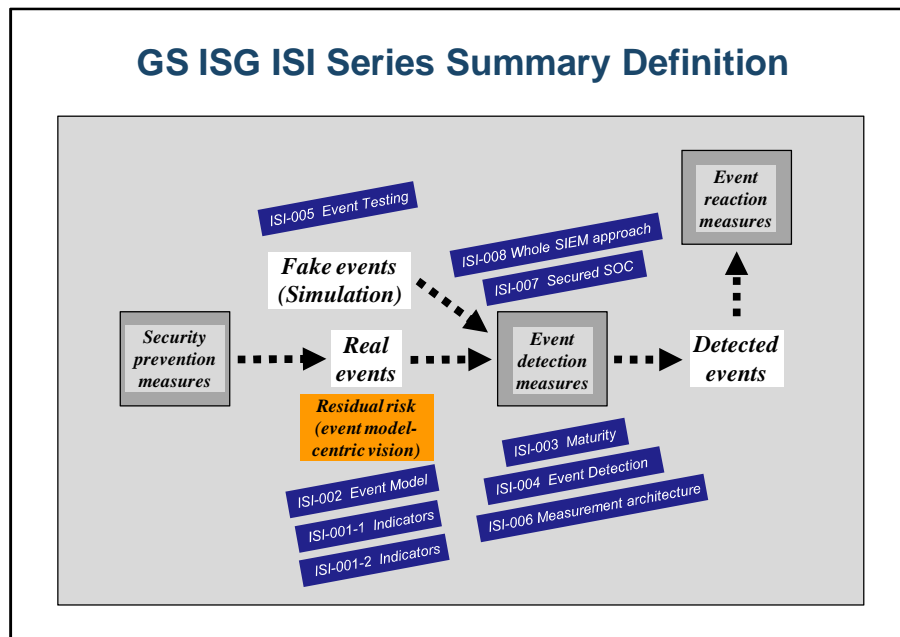 GS ISG ISI Series Summary Definition
Event
reaction
measures
ISI-005 Event Testing
ISI-008 Whole SIEM approach
ISI-007 Secured SOC
Fake events
(Simulation)
Security
prevention
measures
Real
events
Event
detection
measures
Detected
events
Residual risk
(event model-
centric vision)
ISI-002 Event Model
ISI-001-1 Indicators
ISI-001-2 Indicators
ISI-003 Maturity
ISI-004 Event Detection
ISI-006 Measurement architecture